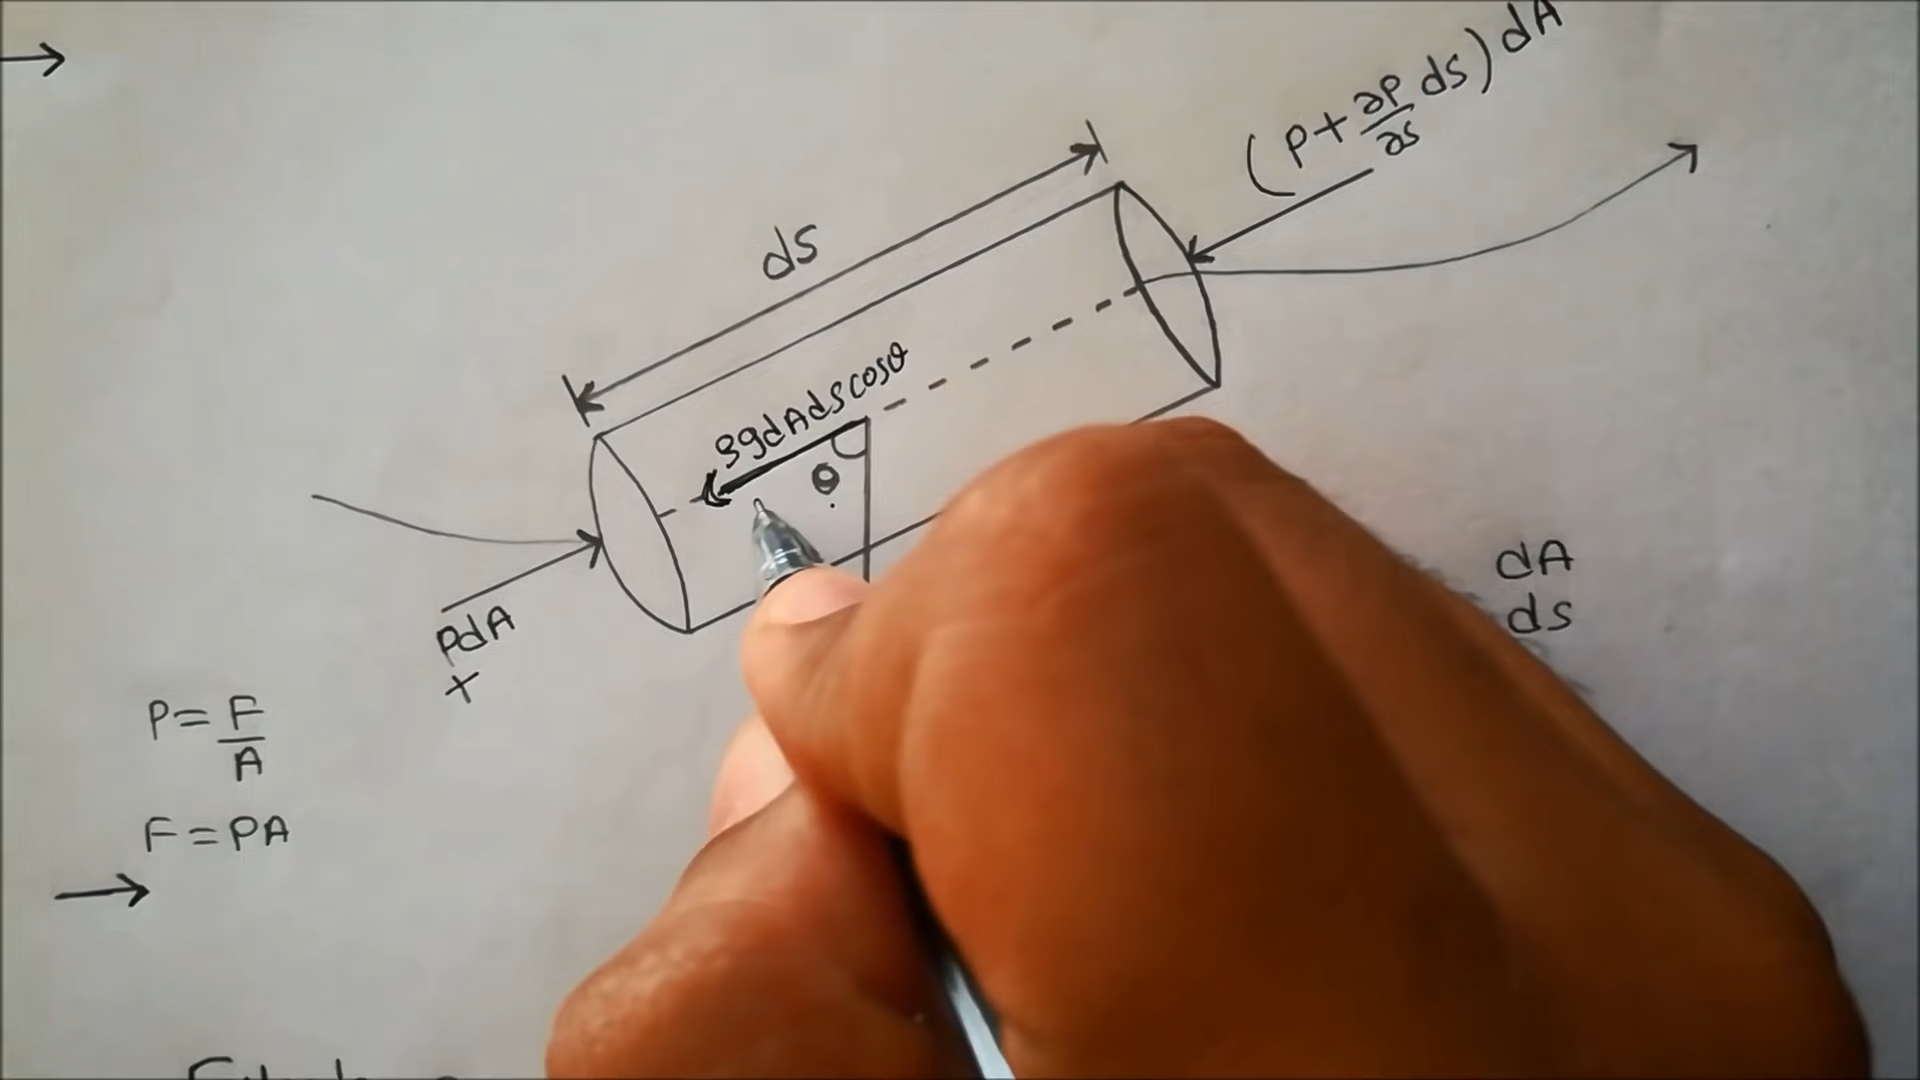 (P + ∂P/∂s ds) dA
ds
ρgdAdscosθ
θ
PdA
+
dA
ds
P = F/A
F = PA